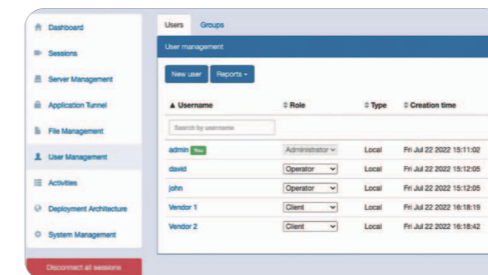 Dashboard
Sessions
Server Management
Application Tunnel
File Management
User Management
Activities
Deployment Architecture
System Management
Disconnect all sessions
Users Groups
User management
New user Reports
Username Role Type Creation time
Search by username
admin You Administrator Local Fri Jul 22 2022 15:11:02
david Operator Local Fri Jul 22 2022 15:12:05
john Operator Local Fri Jul 22 2022 15:12:05
Vendor 1 Client Local Fri Jul 22 2022 16:18:19
Vendor 2 Client Local Fri Jul 22 2022 16:18:42